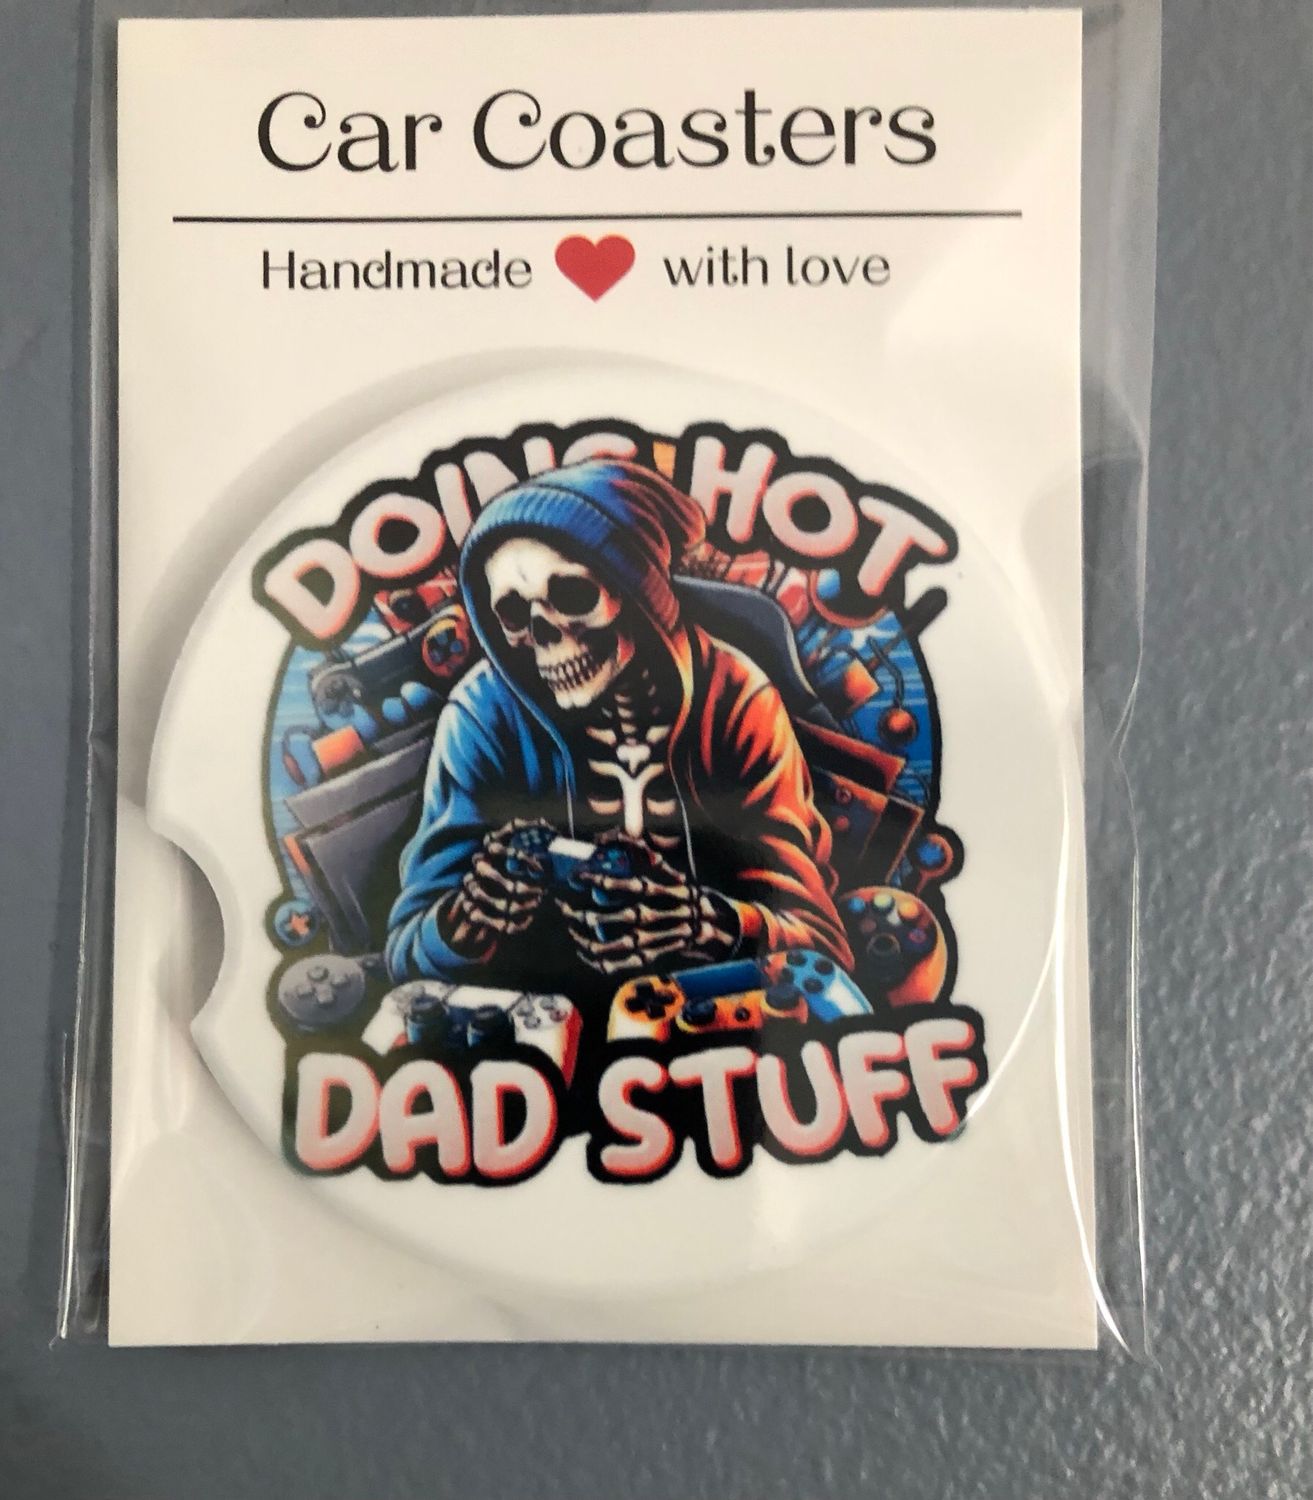 Car Coasters
Handmade ❤ with love
DOING HOT
DAD STUFF